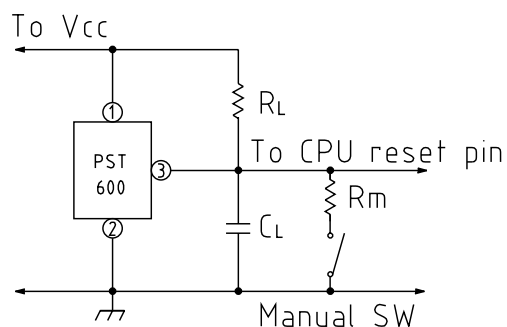 To Vcc
1
RL
To CPU reset pin
PST
600
3
Rm
2
CL
Manual SW